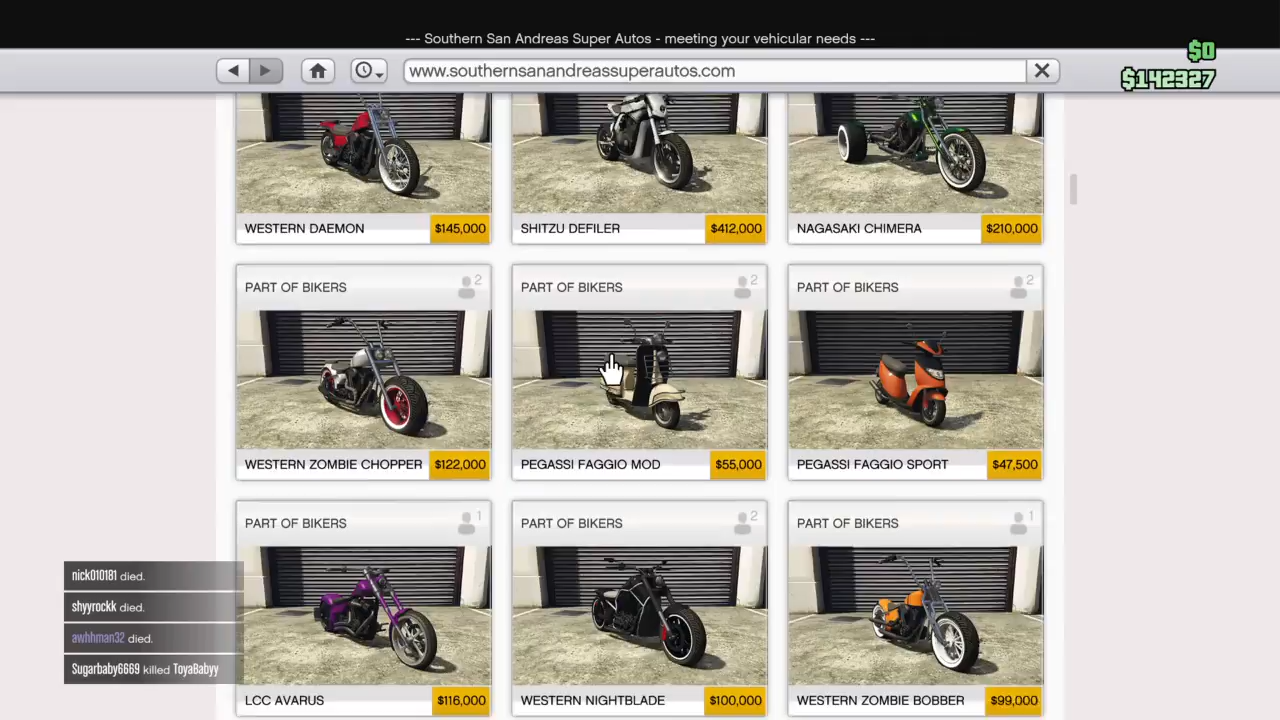 --- Southern San Andreas Super Autos - meeting your vehicular needs ---
$0
www.southernsanandreassuperautos.com
$142327
WESTERN DAEMON $145,000
SHITZU DEFILER $412,000
NAGASAKI CHIMERA $210,000
PART OF BIKERS 2
PART OF BIKERS 2
PART OF BIKERS 2
WESTERN ZOMBIE CHOPPER $122,000
PEGASSI FAGGIO MOD $55,000
PEGASSI FAGGIO SPORT $47,500
PART OF BIKERS 1
PART OF BIKERS 2
PART OF BIKERS 1
LCC AVARUS $116,000
WESTERN NIGHTBLADE $100,000
WESTERN ZOMBIE BOBBER $99,000
nick010181 died.
shyyrockk died.
awhhman32 died.
Sugarbaby6669 killed ToyaBabyy